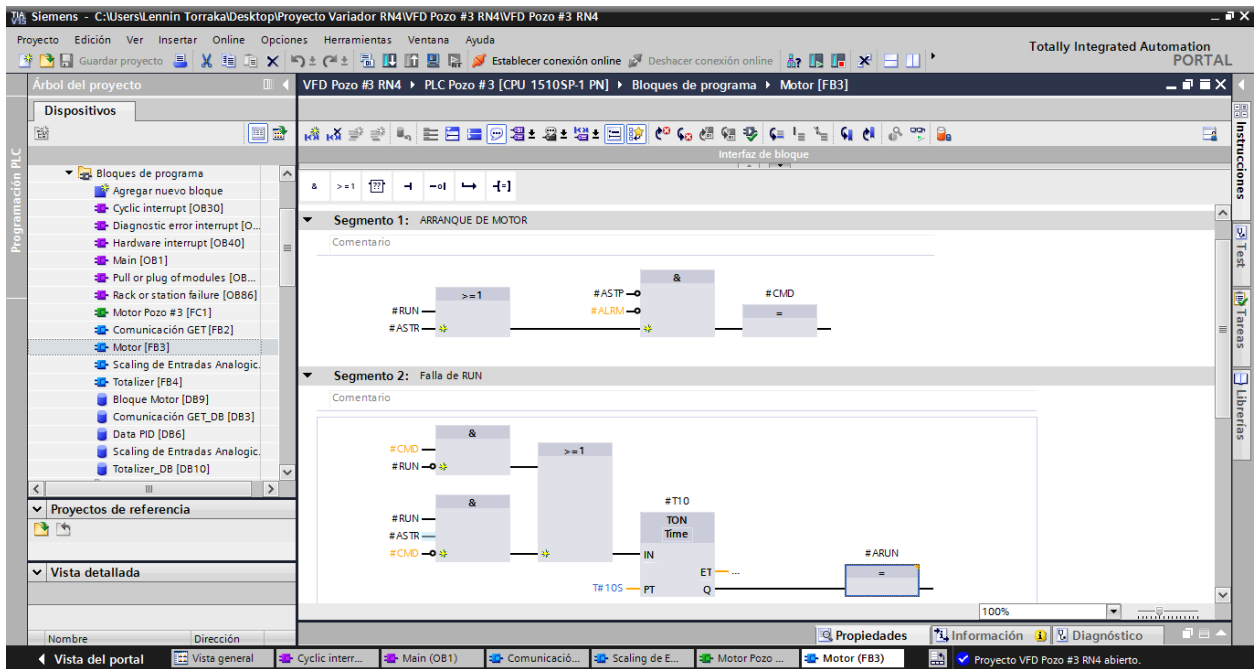 Siemens - C:\Users\Lennin Torraka\Desktop\Proyecto Variador RN4\VFD Pozo #3 RN4\VFD Pozo #3 RN4
Proyecto Edición Ver Insertar Online Opciones Herramientas Ventana Ayuda
Totally Integrated Automation
PORTAL
Guardar proyecto
Establecer conexión online
Deshacer conexión online
Árbol del proyecto
VFD Pozo #3 RN4 ▸ PLC Pozo #3 [CPU 1510SP-1 PN] ▸ Bloques de programa ▸ Motor [FB3]
Dispositivos
Programación PLC
Bloques de programa
Agregar nuevo bloque
Cyclic interrupt [OB30]
Diagnostic error interrupt [O...
Hardware interrupt [OB40]
Main [OB1]
Pull or plug of modules [OB...
Rack or station failure [OB86]
Motor Pozo #3 [FC1]
Comunicación GET [FB2]
Motor [FB3]
Scaling de Entradas Analogic.
Totalizer [FB4]
Bloque Motor [DB9]
Comunicación GET_DB [DB3]
Data PID [DB6]
Scaling de Entradas Analogic.
Totalizer_DB [DB10]
Proyectos de referencia
Vista detallada
Nombre Dirección
Interfaz de bloque
& >=1 ?? -| -o| -[=]
Segmento 1: ARRANQUE DE MOTOR
Comentario
&
>=1
#ASTP
#CMD
#RUN
#ALRM
=
#ASTR
Segmento 2: Falla de RUN
Comentario
&
#CMD
>=1
#RUN
&
#T10
#RUN
TON
#ASTR
Time
#CMD
IN
#ARUN
ET
...
=
T#10S
PT
Q
100%
Instrucciones
Test
Tareas
Librerías
Propiedades
Información
Diagnóstico
Vista del portal
Vista general
Cyclic interr...
Main (OB1)
Comunicació...
Scaling de E...
Motor Pozo ...
Motor (FB3)
Proyecto VFD Pozo #3 RN4 abierto.